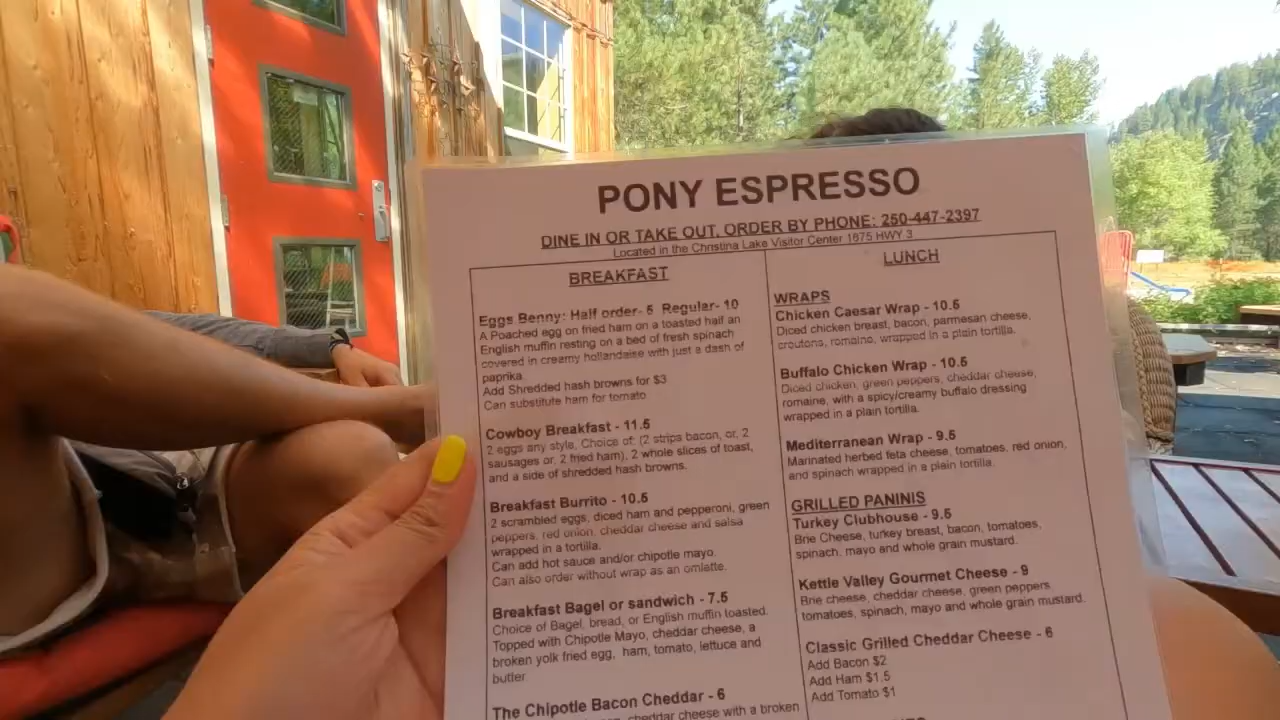 PONY ESPRESSO
DINE IN OR TAKE OUT. ORDER BY PHONE: 250-447-2397
Located in the Christina Lake Visitor Center 1675 HWY 3
BREAKFAST
Eggs Benny: Half order- 5 Regular- 10
A Poached egg on fried ham on a toasted half an
English muffin resting on a bed of fresh spinach
covered in creamy hollandaise with just a dash of
paprika.
Add Shredded hash browns for $3
Can substitute ham for tomato
Cowboy Breakfast - 11.5
2 eggs any style, Choice of: (2 strips bacon, or, 2
sausages or, 2 fried ham), 2 whole slices of toast,
and a side of shredded hash browns.
Breakfast Burrito - 10.5
2 scrambled eggs, diced ham and pepperoni, green
peppers, red onion, cheddar cheese and salsa
wrapped in a tortilla.
Can add hot sauce and/or chipotle mayo.
Can also order without wrap as an omlette.
Breakfast Bagel or sandwich - 7.5
Choice of Bagel, bread, or English muffin toasted.
Topped with Chipotle Mayo, cheddar cheese, a
broken yolk fried egg, ham, tomato, lettuce and
butter
The Chipotle Bacon Cheddar - 6
cheddar cheese with a broken
LUNCH
WRAPS
Chicken Caesar Wrap - 10.5
Diced chicken breast, bacon, parmesan cheese,
croutons, romaine, wrapped in a plain tortilla.
Buffalo Chicken Wrap - 10.5
Diced chicken, green peppers, cheddar cheese,
romaine, with a spicy/creamy buffalo dressing
wrapped in a plain tortilla.
Mediterranean Wrap - 9.5
Marinated herbed feta cheese, tomatoes, red onion,
and spinach wrapped in a plain tortilla.
GRILLED PANINIS
Turkey Clubhouse - 9.5
Brie Cheese, turkey breast, bacon, tomatoes,
spinach, mayo and whole grain mustard.
Kettle Valley Gourmet Cheese - 9
Brie cheese, cheddar cheese, green peppers,
tomatoes, spinach, mayo and whole grain mustard.
Classic Grilled Cheddar Cheese - 6
Add Bacon $2
Add Ham $1.5
Add Tomato $1